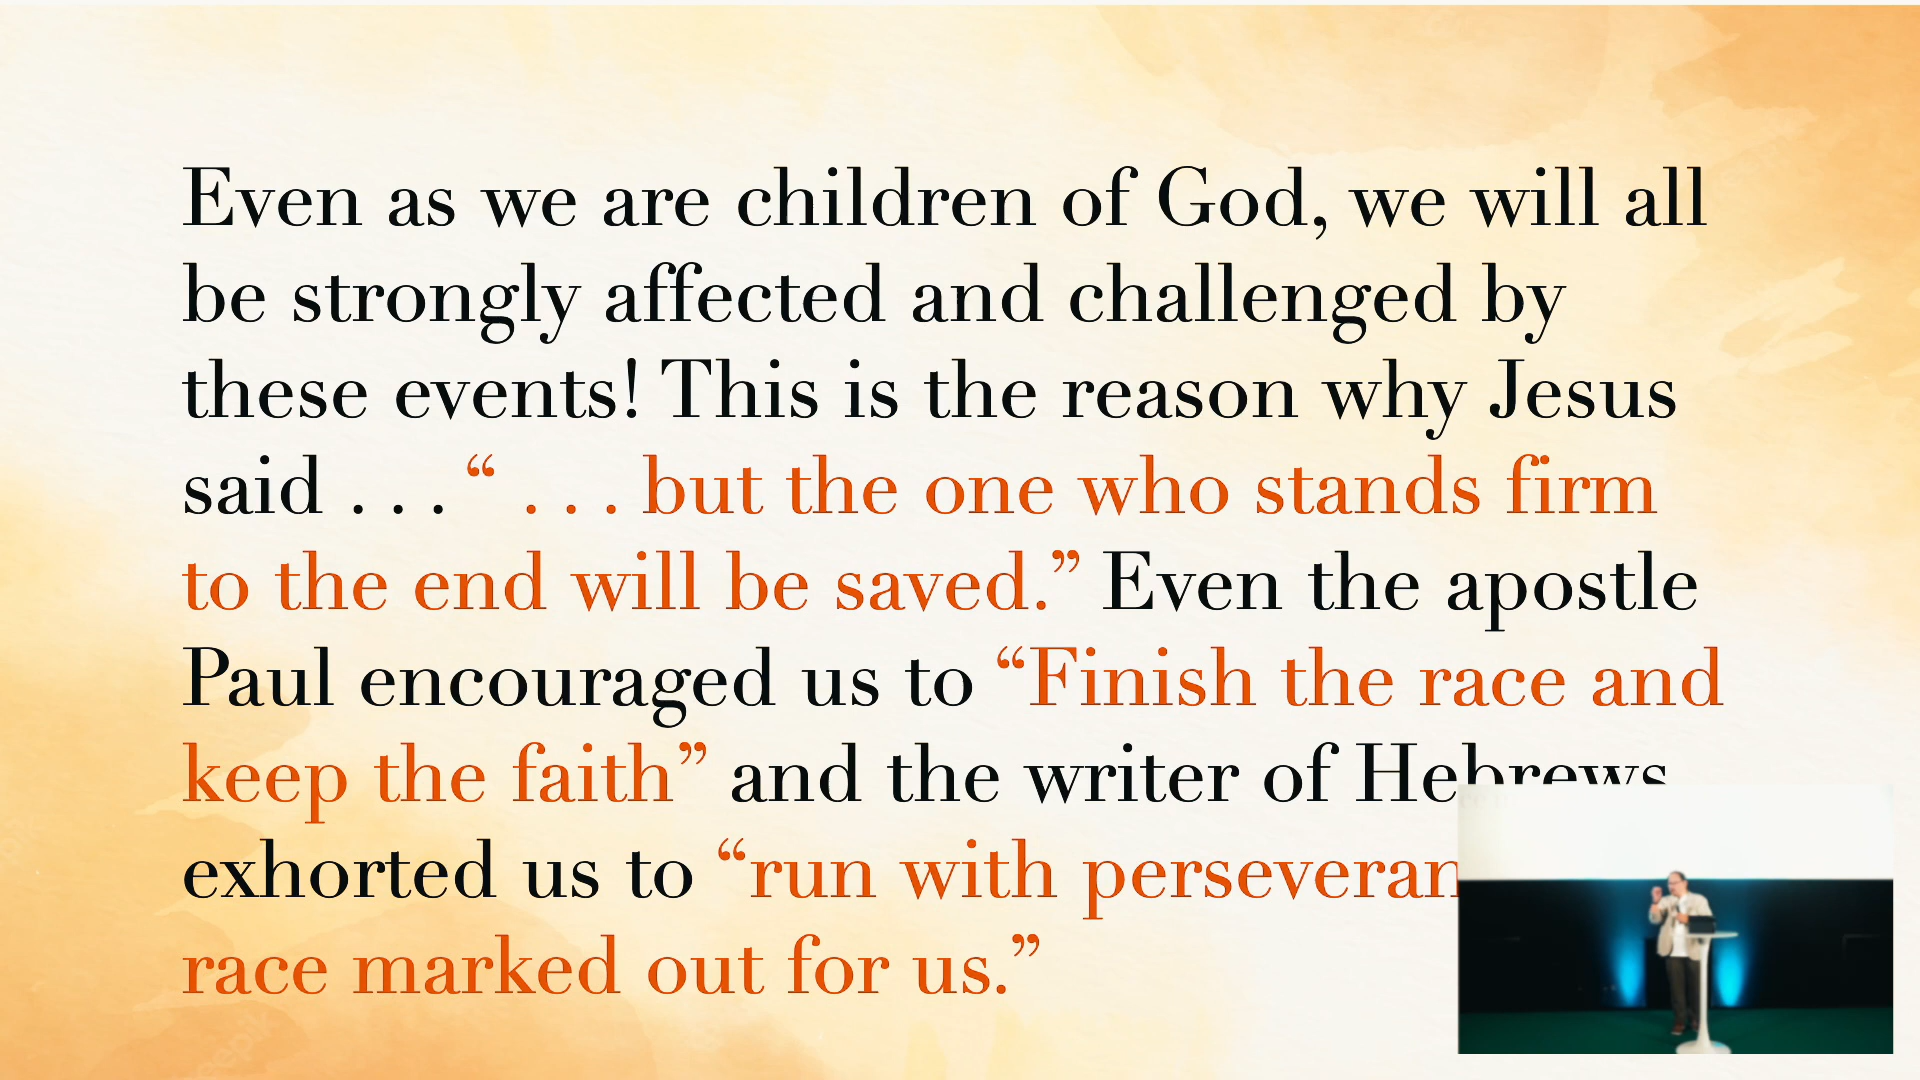 Even as we are children of God, we will all
be strongly affected and challenged by
these events! This is the reason why Jesus
said . . . “ . . . but the one who stands firm
to the end will be saved.” Even the apostle
Paul encouraged us to “Finish the race and
keep the faith” and the writer of Hebrews
exhorted us to “run with perseveran
race marked out for us.”